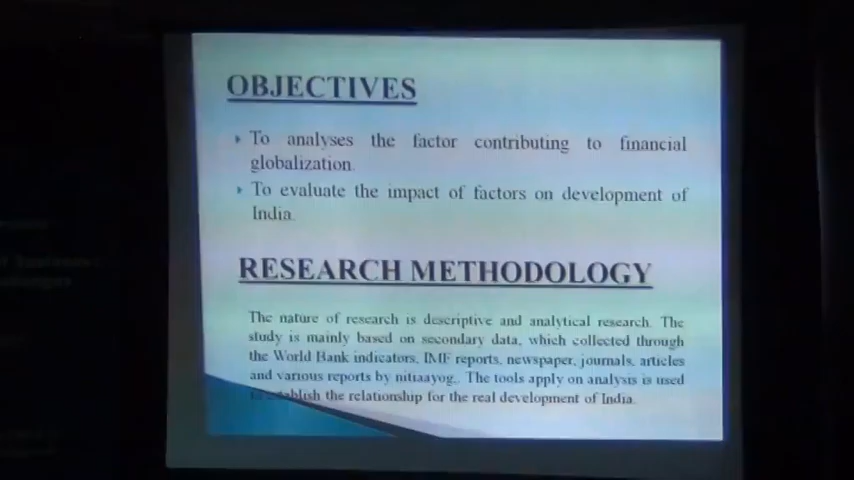 OBJECTIVES
To analyses the factor contributing to financial
globalization.
To evaluate the impact of factors on development of
India.
RESEARCH METHODOLOGY
The nature of research is descriptive and analytical research. The
study is mainly based on secondary data, which collected through
the World Bank indicators, IMF reports, newspaper, journals, articles
and various reports by nitiaayog,. The tools apply on analysis is used
to establish the relationship for the real development of India.